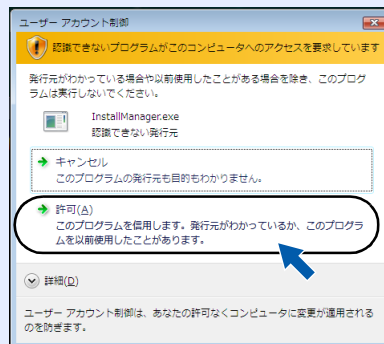 ユーザー アカウント制御
認識できないプログラムがこのコンピュータへのアクセスを要求しています
発行元がわかっている場合や以前使用したことがある場合を除き、このプログ
ラムは実行しないでください。
InstallManager.exe
認識できない発行元
キャンセル
このプログラムの発行元も目的もわかりません。
許可(A)
このプログラムを信用します。発行元がわかっているか、このプログラ
ムを以前使用したことがあります。
詳細(D)
ユーザー アカウント制御は、あなたの許可なくコンピュータに変更が適用される
のを防ぎます。